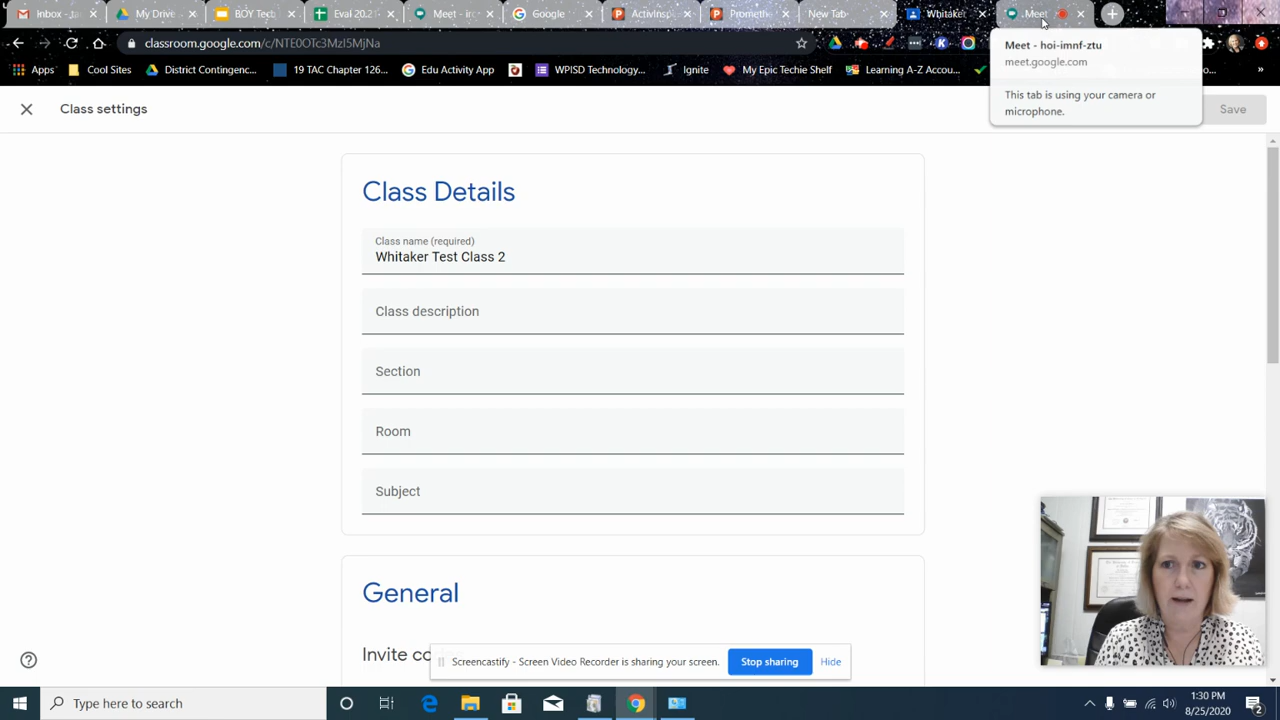 Inbox - Ja
My Drive -
BOY Tech
Eval 20.21
Meet - irc
Google
ActivInspi
Prometh
New Tab
Whitaker
Meet
classroom.google.com/c/NTE0OTc3MzI5MjNa
Apps
Cool Sites
District Contingenc...
19 TAC Chapter 66...
Edu Activity App
WPISD Technology...
Ignite
My Epic Techie Shelf
Learning A-Z Accou...
Meet - hoi-imnf-ztu
meet.google.com
This tab is using your camera or
microphone.
Class settings
Save
Class Details
Class name (required)
Whitaker Test Class 2
Class description
Section
Room
Subject
General
Invite co
Screencastify - Screen Video Recorder is sharing your screen.
Stop sharing
Hide
Type here to search
1:30 PM
8/25/2020
2